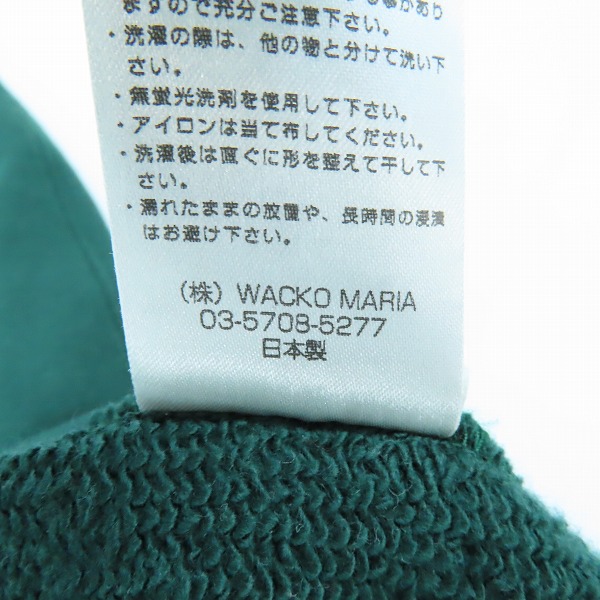 があり
ますので充分ご注意下さい。
・洗濯の際は、他の物と分けて洗い下
さい。
・無蛍光洗剤を使用して下さい。
・アイロンは当て布してください。
・洗濯後は直ぐに形を整えて干して下
さい。
・濡れたままの放置や、長時間の浸漬
はお避け下さい。
（株）WACKO MARIA
03-5708-5277
日本製